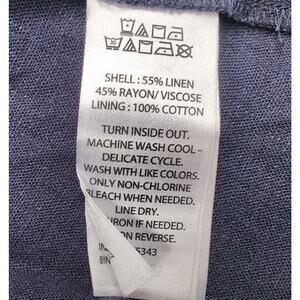 SHELL : 55% LINEN
45% RAYON/ VISCOSE
LINING : 100% COTTON
TURN INSIDE OUT.
MACHINE WASH COOL -
DELICATE CYCLE.
WASH WITH LIKE COLORS.
ONLY NON-CHLORINE
BLEACH WHEN NEEDED.
LINE DRY.
IRON IF NEEDED.
ON REVERSE.
5343